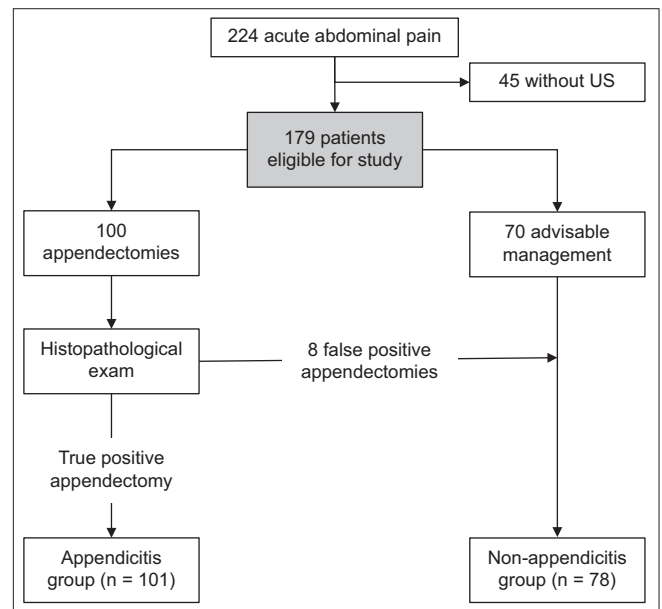 224 acute abdominal pain
45 without US
179 patients
eligible for study
100
appendectomies
70 advisable
management
Histopathological
exam
8 false positive
appendectomies
True positive
appendectomy
Appendicitis
group (n = 101)
Non-appendicitis
group (n = 78)